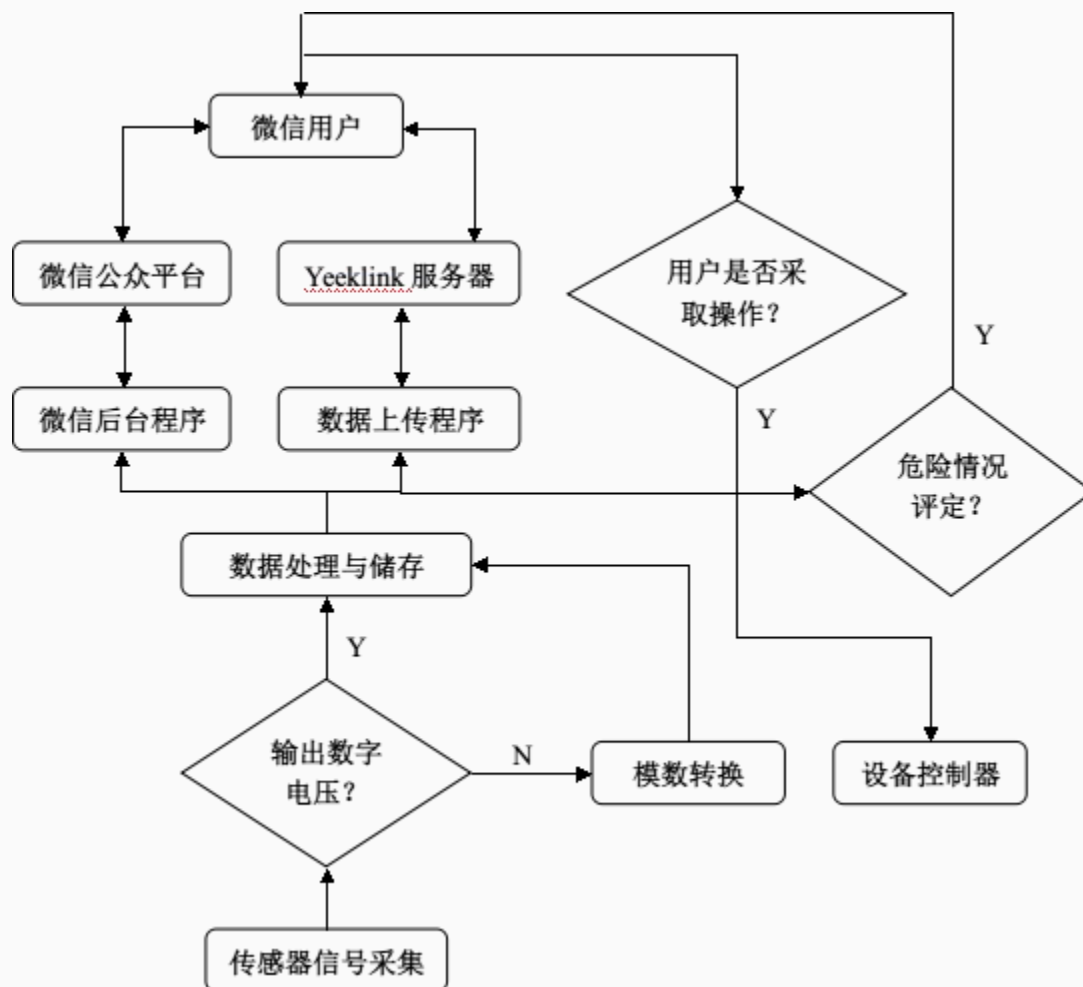 微信用户
微信公众平台
Yeeklink 服务器
用户是否采
取操作？
Y
微信后台程序
数据上传程序
Y
危险情况
评定？
数据处理与储存
Y
输出数字
电压？
N
模数转换
设备控制器
传感器信号采集